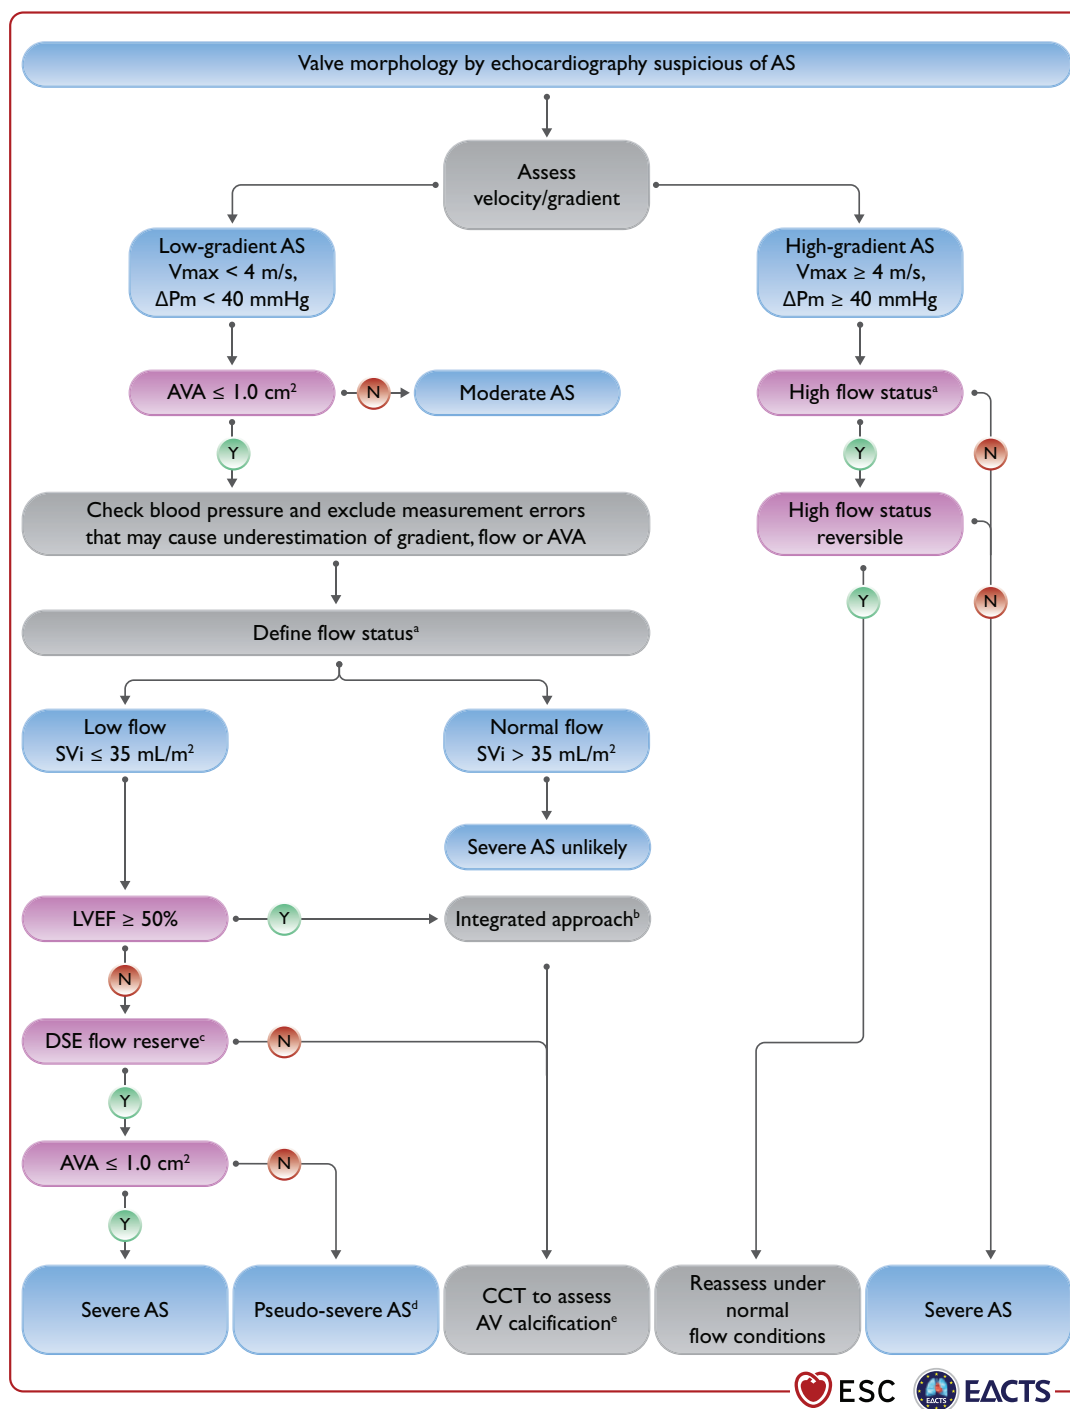 Valve morphology by echocardiography suspicious of AS
Assess
velocity/gradient
Low-gradient AS
Vmax < 4 m/s,
ΔPm < 40 mmHg
High-gradient AS
Vmax ≥ 4 m/s,
ΔPm ≥ 40 mmHg
AVA ≤ 1.0 cm²
N
Moderate AS
High flow statusᵃ
Y
Y
N
Check blood pressure and exclude measurement errors
that may cause underestimation of gradient, flow or AVA
High flow status
reversible
Y
N
Define flow statusᵃ
Low flow
SVi ≤ 35 mL/m²
Normal flow
SVi > 35 mL/m²
Severe AS unlikely
LVEF ≥ 50%
Y
Integrated approachᵇ
N
DSE flow reserveᶜ
N
Y
AVA ≤ 1.0 cm²
N
Y
Severe AS
Pseudo-severe ASᵈ
CCT to assess
AV calcificationᵉ
Reassess under
normal
flow conditions
Severe AS
ESC
EACTS
EΔCTS